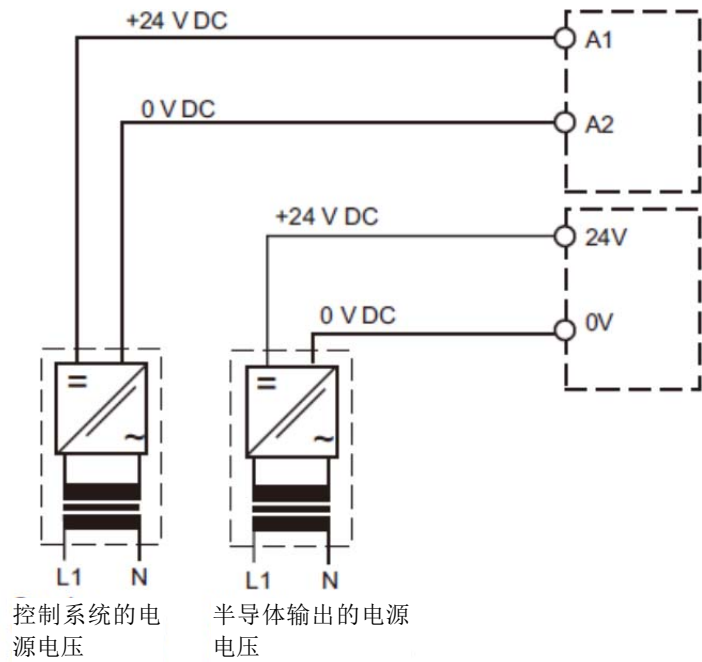 +24 V DC
A1
0 V DC
A2
+24 V DC
24V
0 V DC
0V
=
~
=
~
L1 N
L1 N
控制系统的电
源电压
半导体输出的电源
电压